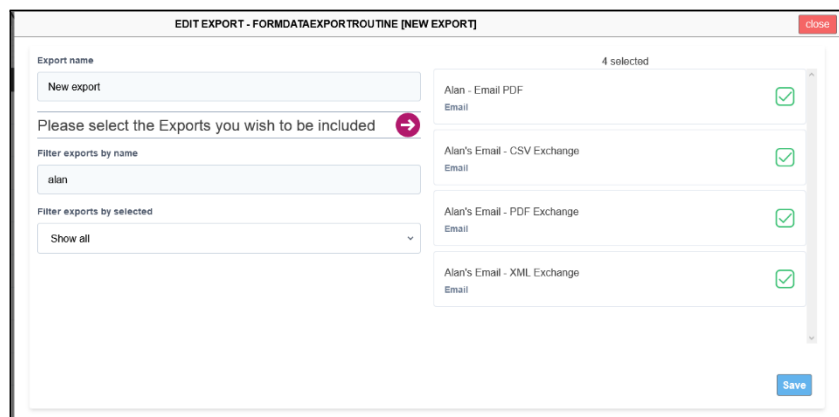 EDIT EXPORT - FORMDATAEXPORTROUTINE [NEW EXPORT]
close
Export name
New export
Please select the Exports you wish to be included
Filter exports by name
alan
Filter exports by selected
Show all
4 selected
Alan - Email PDF
Email
Alan's Email - CSV Exchange
Email
Alan's Email - PDF Exchange
Email
Alan's Email - XML Exchange
Email
Save